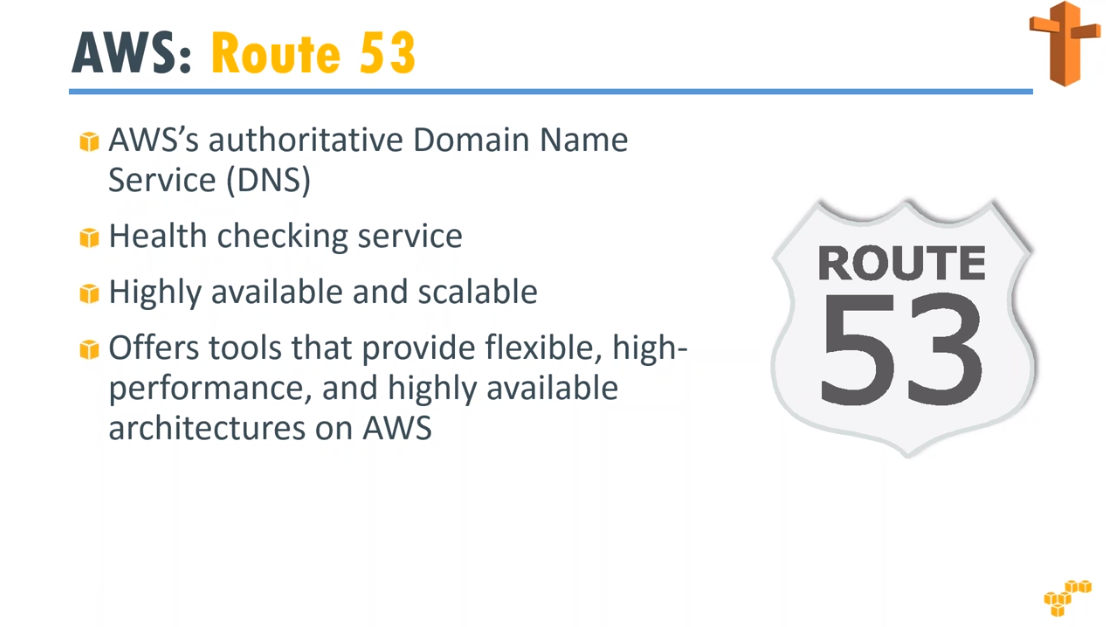 AWS: Route 53
AWS’s authoritative Domain Name
Service (DNS)
Health checking service
Highly available and scalable
Offers tools that provide flexible, high-
performance, and highly available
architectures on AWS
ROUTE
53